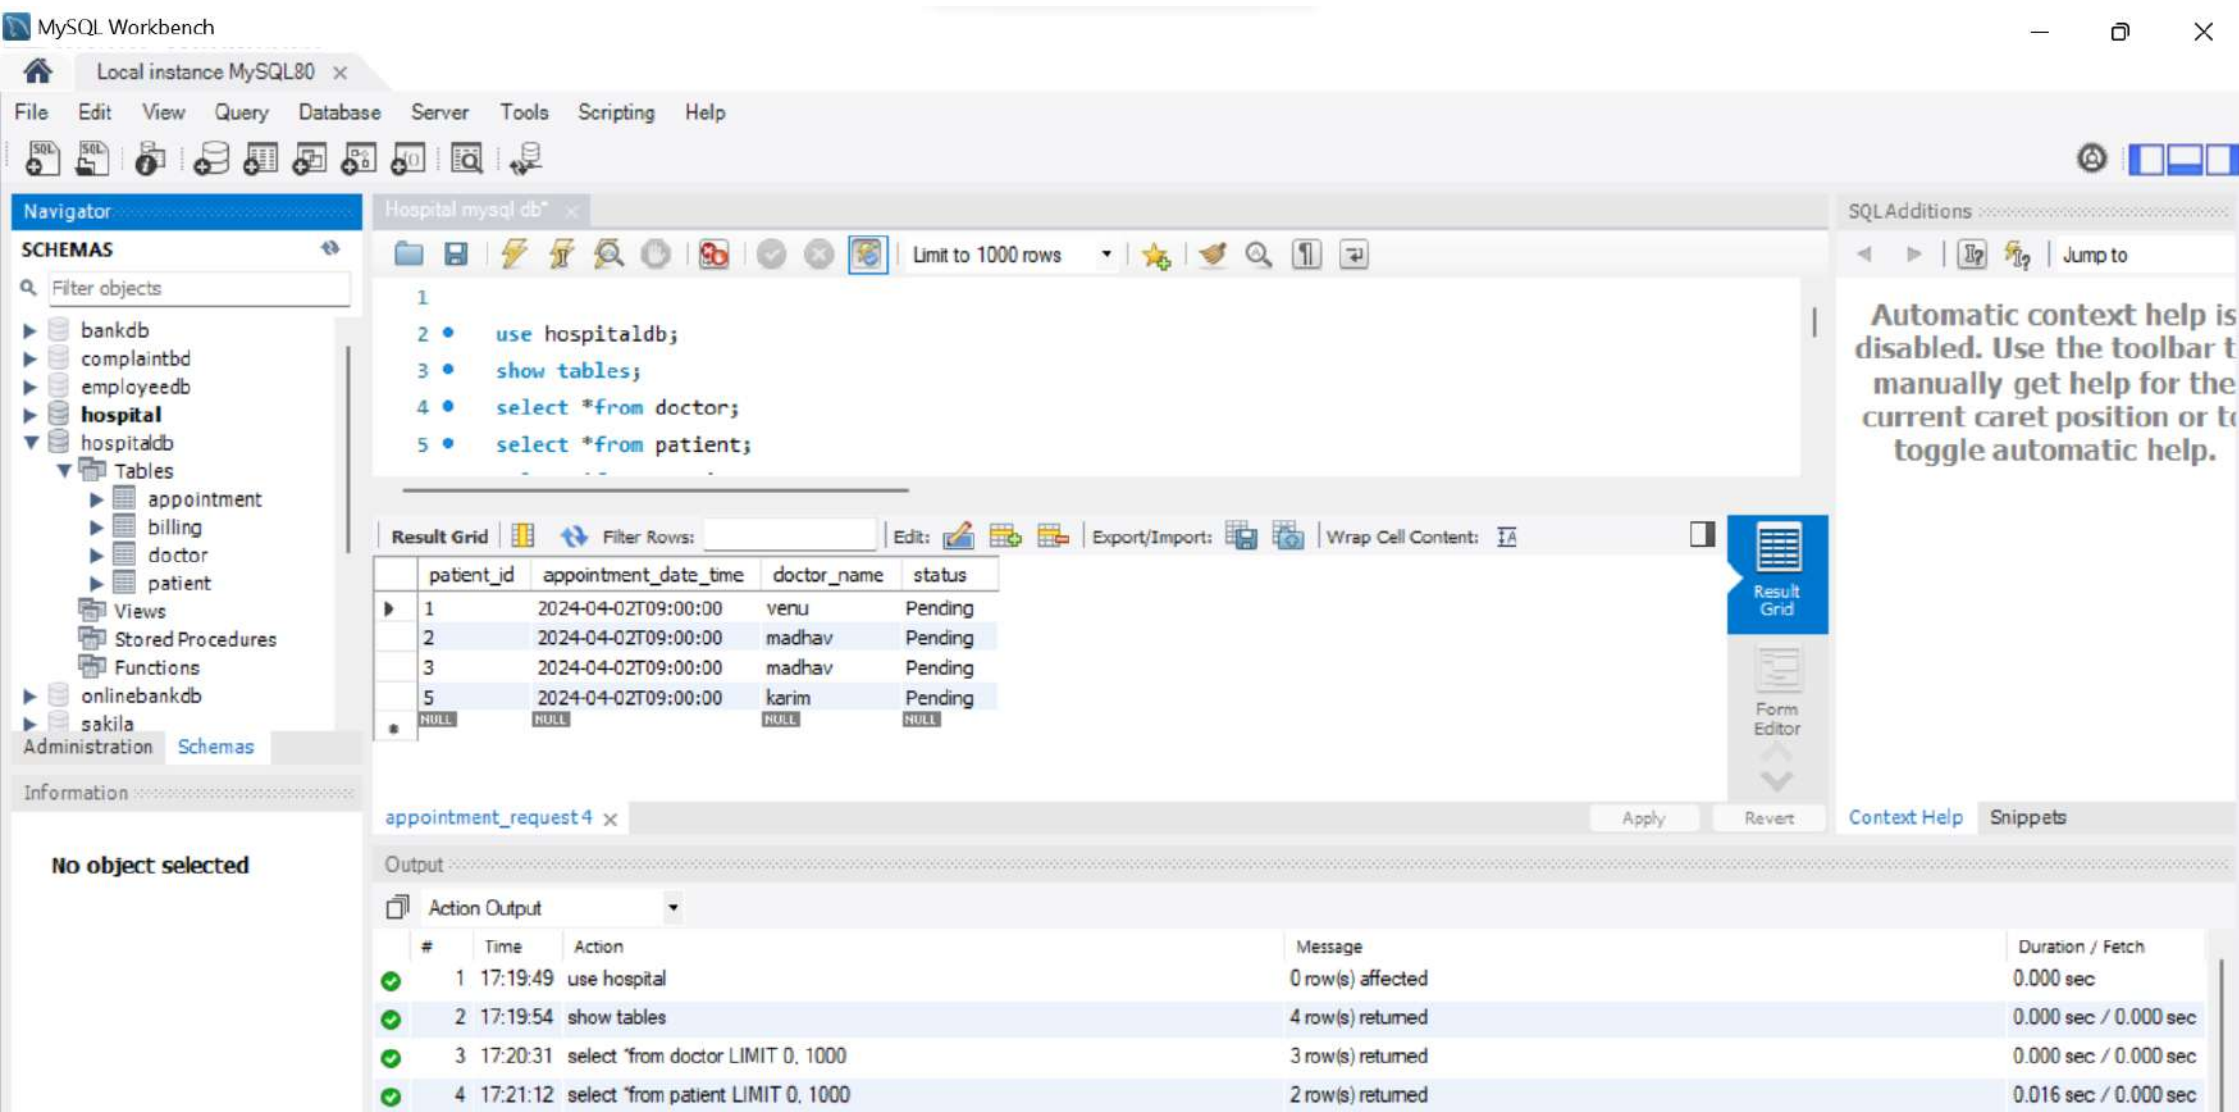 MySQL Workbench
Local instance MySQL80
File Edit View Query Database Server Tools Scripting Help
Navigator
SCHEMAS
Filter objects
bankdb
complaintbd
employeedb
hospital
hospitaldb
Tables
appointment
billing
doctor
patient
Views
Stored Procedures
Functions
onlinebankdb
sakila
Administration Schemas
Information
No object selected
Hospital mysql db*
Limit to 1000 rows
1
2 use hospitaldb;
3 show tables;
4 select *from doctor;
5 select *from patient;
Result Grid Filter Rows: Edit: Export/Import: Wrap Cell Content:
patient_id appointment_date_time doctor_name status
1 2024-04-02T09:00:00 venu Pending
2 2024-04-02T09:00:00 madhav Pending
3 2024-04-02T09:00:00 madhav Pending
5 2024-04-02T09:00:00 karim Pending
NULL NULL NULL NULL
Result
Grid
Form
Editor
appointment_request 4
Apply Revert
SQLAdditions
Jump to
Automatic context help is
disabled. Use the toolbar t
manually get help for the
current caret position or to
toggle automatic help.
Context Help Snippets
Output
Action Output
# Time Action Message Duration / Fetch
1 17:19:49 use hospital 0 row(s) affected 0.000 sec
2 17:19:54 show tables 4 row(s) returned 0.000 sec / 0.000 sec
3 17:20:31 select *from doctor LIMIT 0, 1000 3 row(s) returned 0.000 sec / 0.000 sec
4 17:21:12 select *from patient LIMIT 0, 1000 2 row(s) returned 0.016 sec / 0.000 sec